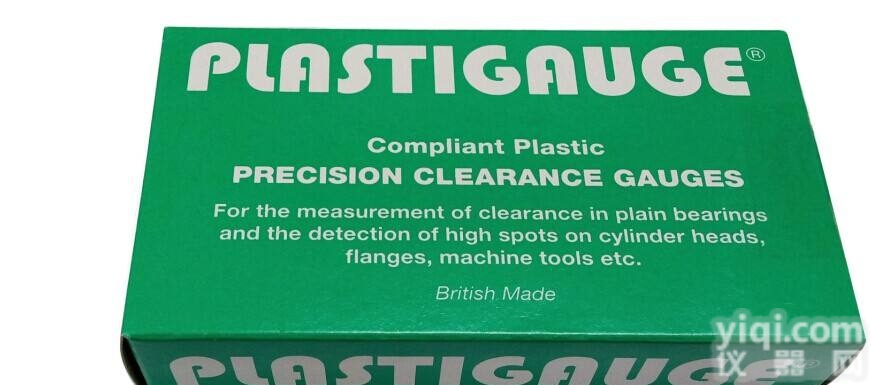 PLASTIGAUGE®
Compliant Plastic
PRECISION CLEARANCE GAUGES
For the measurement of clearance in plain bearings
and the detection of high spots on cylinder heads,
flanges, machine tools etc.
British Made
yiqi.com
仪器网
PLASTIGAUGE